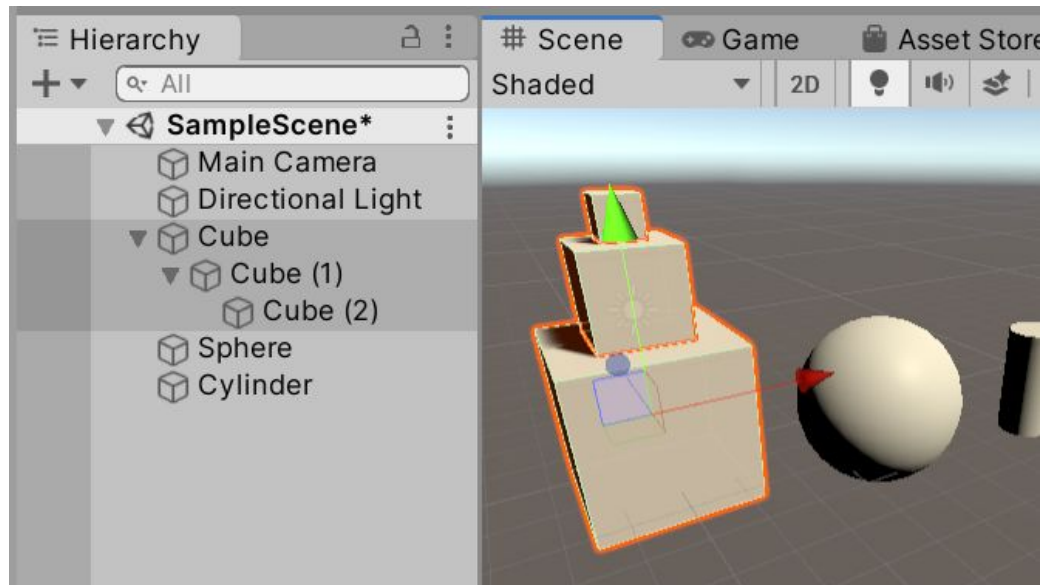 Hierarchy
All
SampleScene*
Main Camera
Directional Light
Cube
Cube (1)
Cube (2)
Sphere
Cylinder
# Scene
Game
Asset Store
Shaded
2D